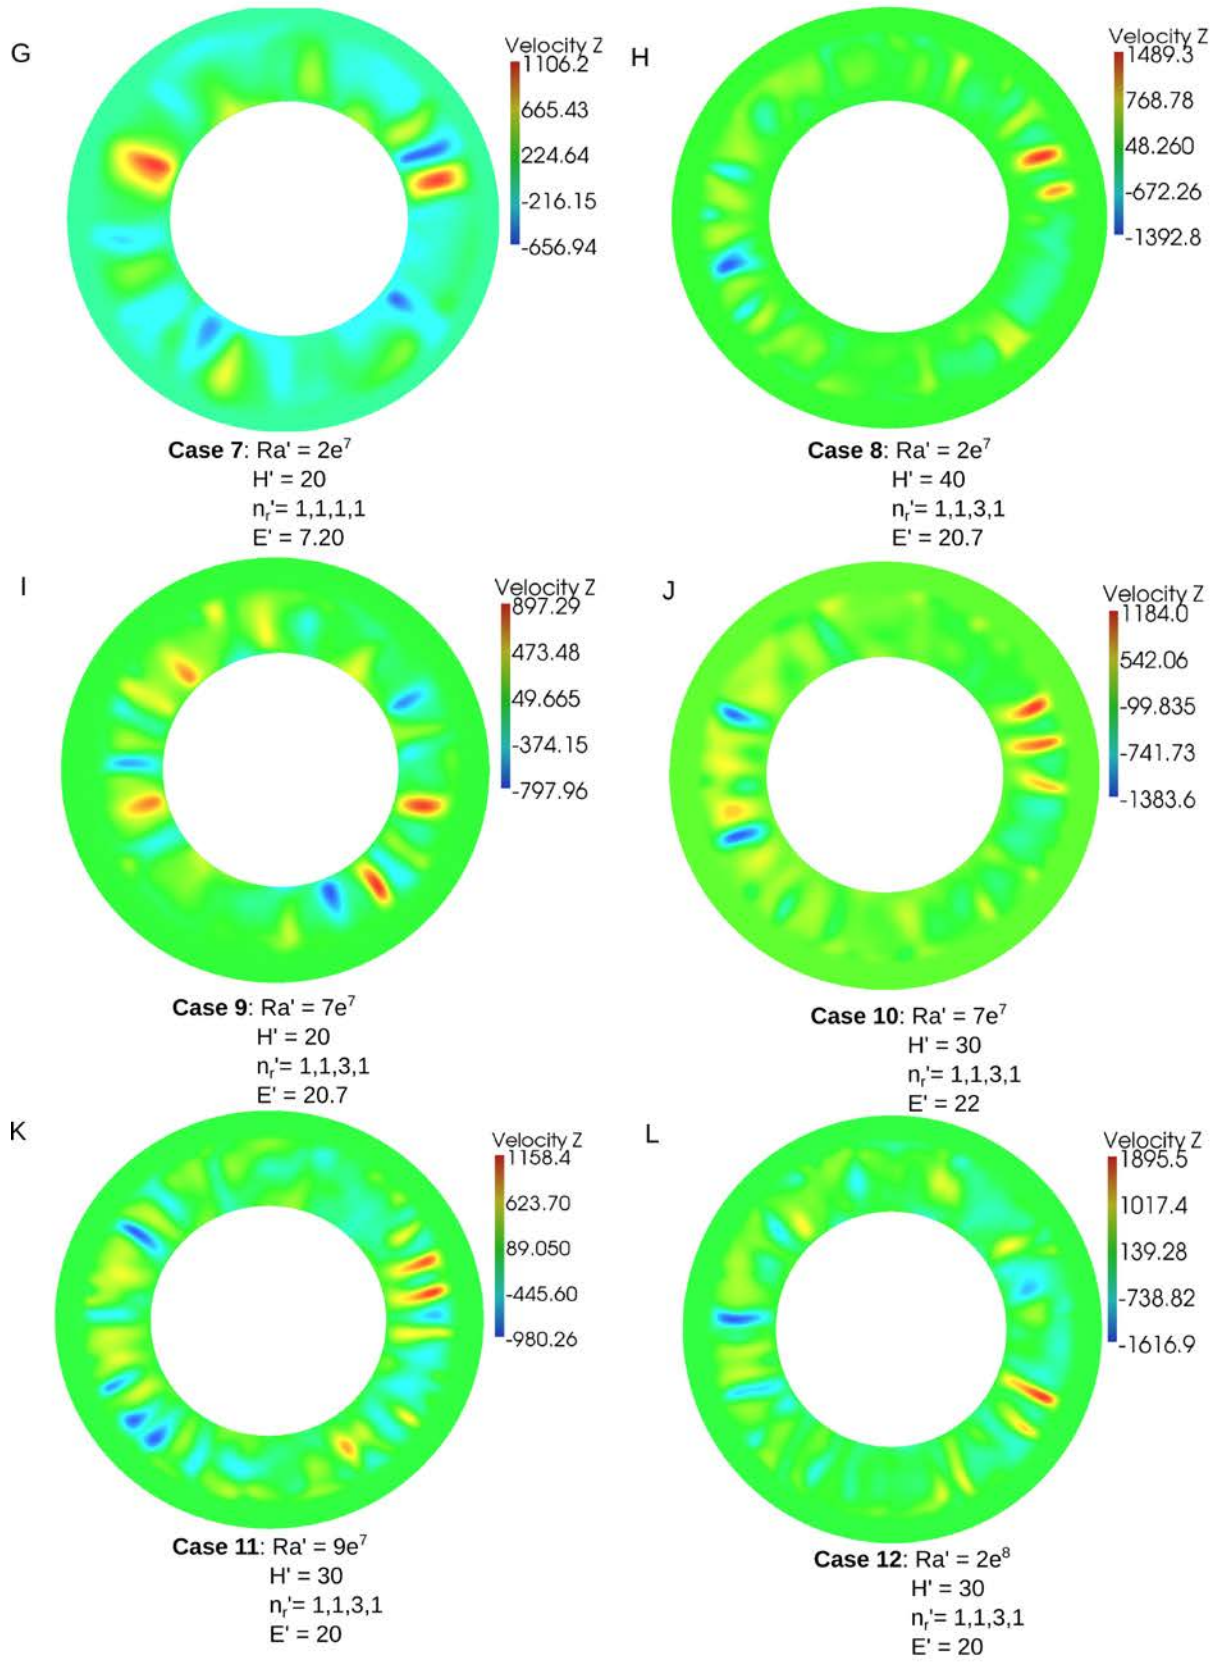 G
Velocity Z
1106.2
665.43
224.64
-216.15
-656.94
Case 7: Ra' = 2e⁷
H' = 20
nᵣ'= 1,1,1,1
E' = 7.20
H
Velocity Z
1489.3
768.78
48.260
-672.26
-1392.8
Case 8: Ra' = 2e⁷
H' = 40
nᵣ'= 1,1,3,1
E' = 20.7
I
Velocity Z
897.29
473.48
49.665
-374.15
-797.96
Case 9: Ra' = 7e⁷
H' = 20
nᵣ'= 1,1,3,1
E' = 20.7
J
Velocity Z
1184.0
542.06
-99.835
-741.73
-1383.6
Case 10: Ra' = 7e⁷
H' = 30
nᵣ'= 1,1,3,1
E' = 22
K
Velocity Z
1158.4
623.70
89.050
-445.60
-980.26
Case 11: Ra' = 9e⁷
H' = 30
nᵣ'= 1,1,3,1
E' = 20
L
Velocity Z
1895.5
1017.4
139.28
-738.82
-1616.9
Case 12: Ra' = 2e⁸
H' = 30
nᵣ'= 1,1,3,1
E' = 20